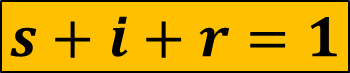 s + i + r = 1